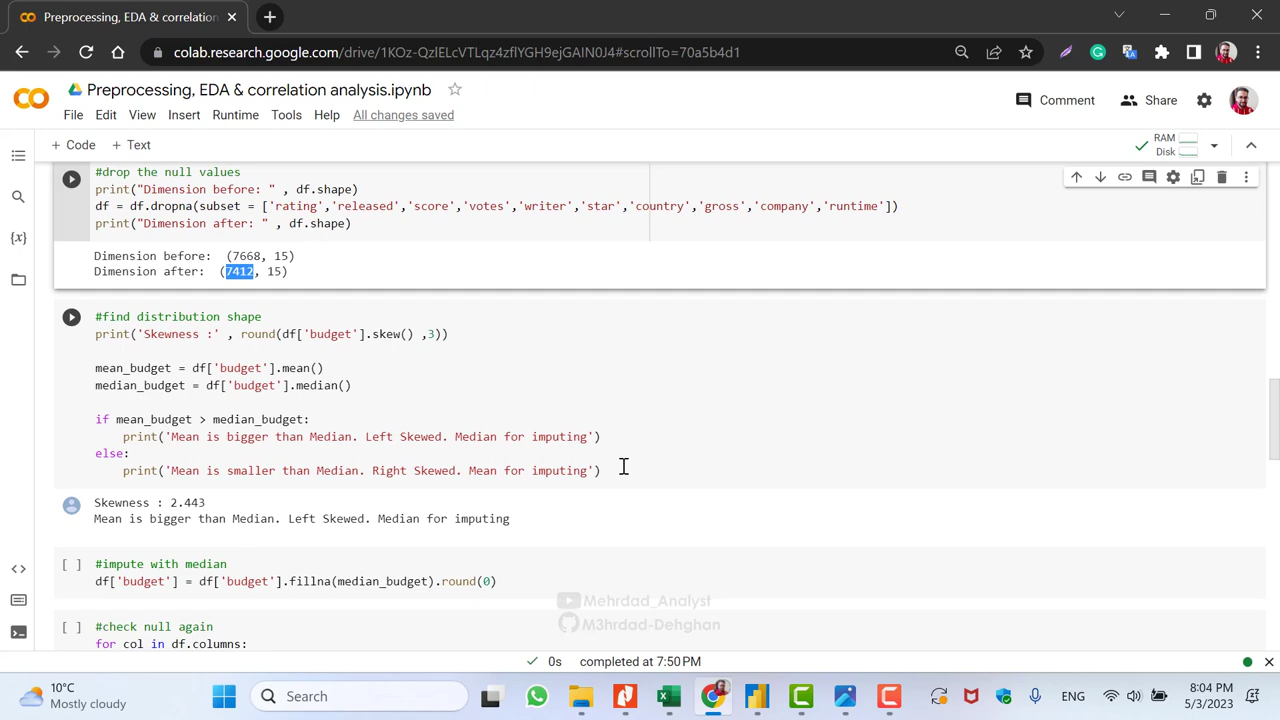 Preprocessing, EDA & correlation
colab.research.google.com/drive/1KOz-QzlELcVTLqz4zflYGH9ejGAIN0J4#scrollTo=70a5b4d1
Preprocessing, EDA & correlation analysis.ipynb
File Edit View Insert Runtime Tools Help All changes saved
Comment Share
+ Code + Text
RAM
Disk
#drop the null values
print("Dimension before: " , df.shape)
df = df.dropna(subset = ['rating','released','score','votes','writer','star','country','gross','company','runtime'])
print("Dimension after: " , df.shape)
Dimension before: (7668, 15)
Dimension after: (7412, 15)
#find distribution shape
print('Skewness :' , round(df['budget'].skew() ,3))
mean_budget = df['budget'].mean()
median_budget = df['budget'].median()
if mean_budget > median_budget:
print('Mean is bigger than Median. Left Skewed. Median for imputing')
else:
print('Mean is smaller than Median. Right Skewed. Mean for imputing')
Skewness : 2.443
Mean is bigger than Median. Left Skewed. Median for imputing
[ ] #impute with median
df['budget'] = df['budget'].fillna(median_budget).round(0)
Mehrdad_Analyst
M3hrdad-Dehghan
[ ] #check null again
for col in df.columns:
0s completed at 7:50 PM
10°C
Mostly cloudy
Search
ENG
8:04 PM
5/3/2023